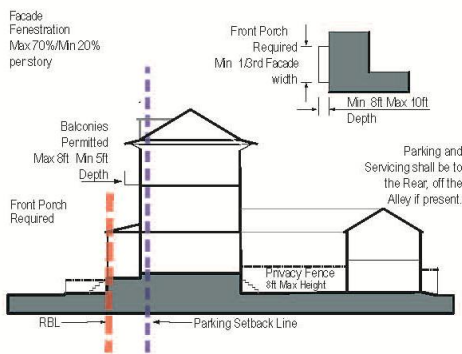 Facade
Fenestration
Max 70%/Min 20%
per story
Front Porch
Required
Min 1/3rd Facade
width
Min 8ft Max 10ft
Depth
Balconies
Permitted
Max 8ft Min 5ft
Depth
Parking and
Servicing shall be to
the Rear, off the
Alley if present.
Front Porch
Required
Privacy Fence
8ft Max Height
RBL
Parking Setback Line